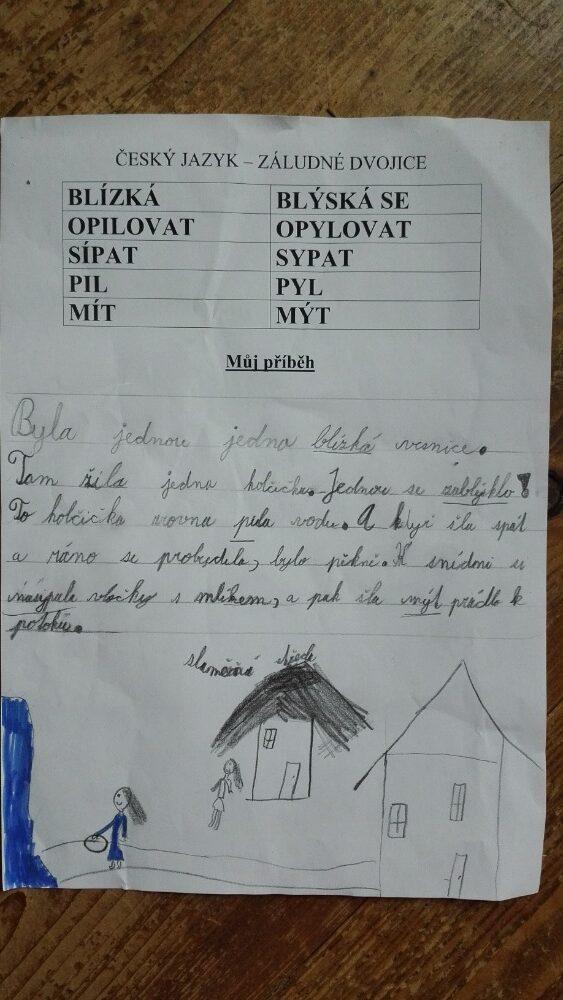 ČESKÝ JAZYK – ZÁLUDNÉ DVOJICE
BLÍZKÁ BLÝSKÁ SE
OPILOVAT OPYLOVAT
SÍPAT SYPAT
PIL PYL
MÍT MÝT
Můj příběh
Byla jednou jedna blízká vesnice.
Tam žila jedna holčička. Jednou se zablýsklo!
To holčička zrovna pila vodu. A když šla spát
a ráno se probudila, bylo pěkně. K snídani si
nasypala vločky s mlékem, a pak šla mýt prádlo k
potoku.
slaměná